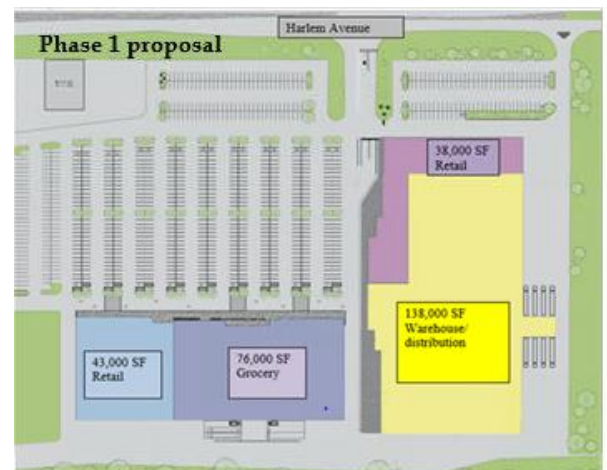 Harlem Avenue
Phase 1 proposal
38,000 SF
Retail
138,000 SF
Warehouse/
distribution
43,000 SF
Retail
76,000 SF
Grocery